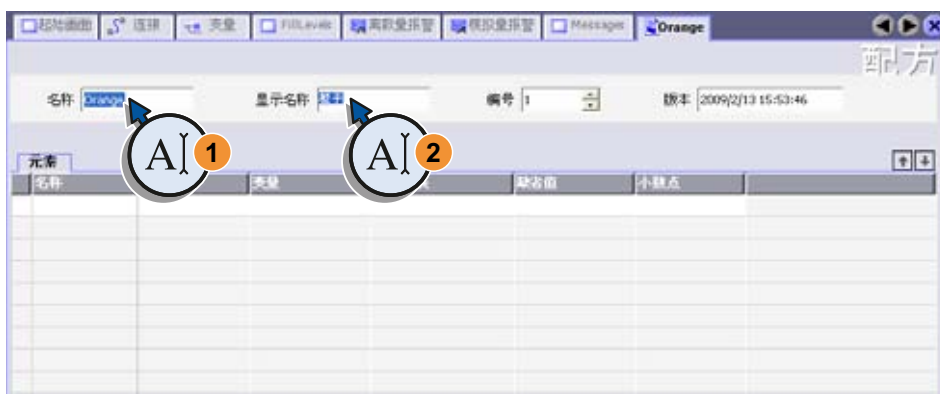 起始画面 连接 变量 FillLevels 离散量报警 模拟量报警 Messages Orange
配方
名称 Orange 显示名称 编号 1 版本 2009/2/13 15:53:46
A 1 A 2
元素
名称 变量 缺省值 小数点